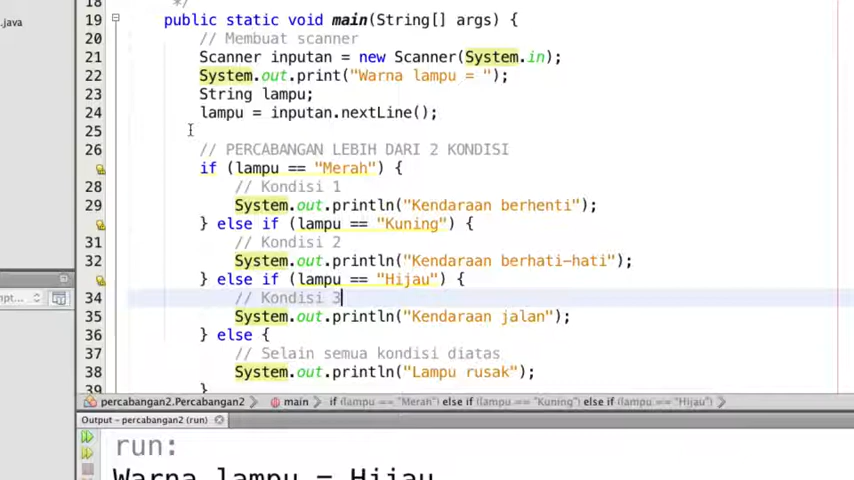 18
*/
.java
19 public static void main(String[] args) {
20 // Membuat scanner
21 Scanner inputan = new Scanner(System.in);
22 System.out.print("Warna lampu = ");
23 String lampu;
24 lampu = inputan.nextLine();
25
26 // PERCABANGAN LEBIH DARI 2 KONDISI
if (lampu == "Merah") {
28 // Kondisi 1
29 System.out.println("Kendaraan berhenti");
} else if (lampu == "Kuning") {
31 // Kondisi 2
32 System.out.println("Kendaraan berhati-hati");
} else if (lampu == "Hijau") {
34 // Kondisi 3
35 System.out.println("Kendaraan jalan");
36 } else {
37 // Selain semua kondisi diatas
38 System.out.println("Lampu rusak");
39 }
percabangan2.Percabangan2 main if (lampu == "Merah") else if (lampu == "Kuning") else if (lampu == "Hijau")
Output - percabangan2 (run)
run:
Warna lampu = Hijau